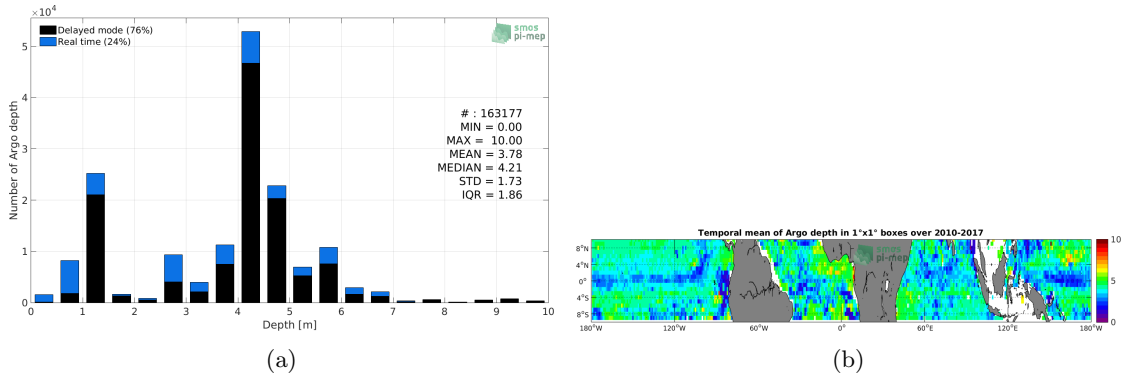 ×10⁴
Delayed mode (76%)
Real time (24%)
smos
pi-mep
5
4
3
2
1
0
Number of Argo depth
# : 163177
MIN = 0.00
MAX = 10.00
MEAN = 3.78
MEDIAN = 4.21
STD = 1.73
IQR = 1.86
0 1 2 3 4 5 6 7 8 9 10
Depth [m]
(a)
Temporal mean of Argo depth in 1°x1° boxes over 2010-2017
smos
pi-mep
8°N
4°N
0°
4°S
8°S
180°W 120°W 60°W 0° 60°E 120°E 180°W
10
5
0
(b)